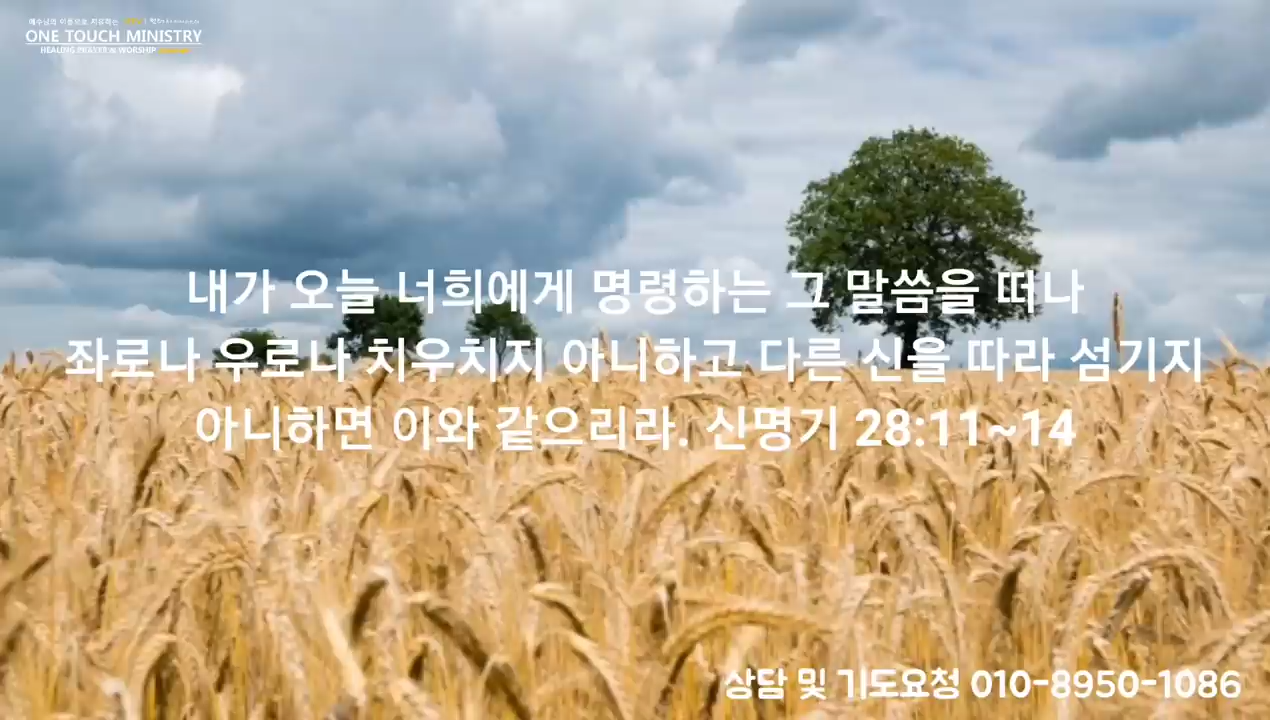 ONE TOUCH MINISTRY
HEALING PRAYER & WORSHIP
내가 오늘 너희에게 명령하는 그 말씀을 떠나
좌로나 우로나 치우치지 아니하고 다른 신을 따라 섬기지
아니하면 이와 같으리라. 신명기 28:11~14
상담 및 기도요청 010-8950-1086